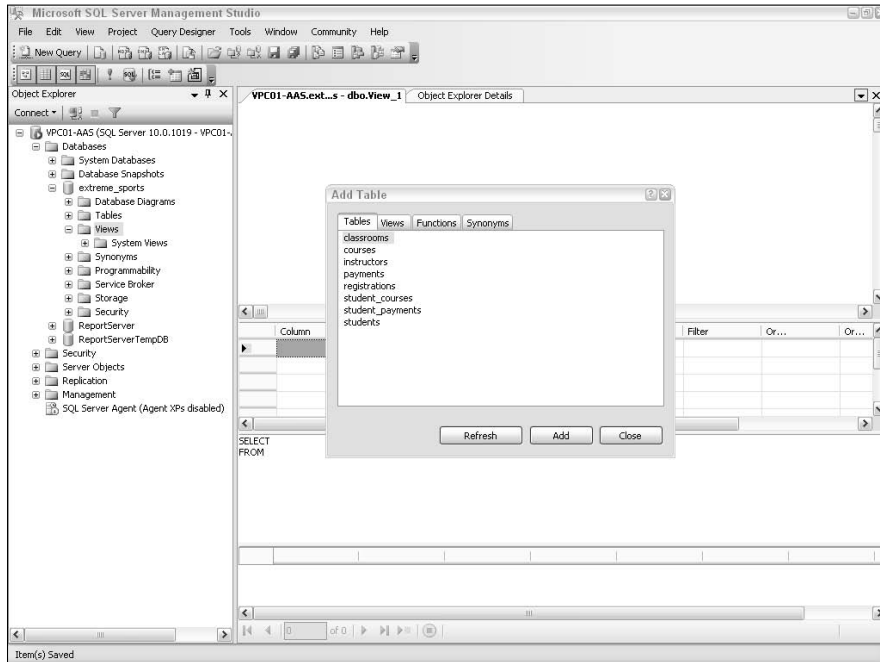 Microsoft SQL Server Management Studio
File Edit View Project Query Designer Tools Window Community Help
New Query
SQL
SQL
Object Explorer
VPC01-AAS.ext...s - dbo.View_1
Object Explorer Details
Connect
VPC01-AAS (SQL Server 10.0.1019 - VPC01-
Databases
System Databases
Database Snapshots
extreme_sports
Database Diagrams
Tables
Views
System Views
Synonyms
Programmability
Service Broker
Storage
Security
ReportServer
ReportServerTempDB
Security
Server Objects
Replication
Management
SQL Server Agent (Agent XPs disabled)
Add Table
Tables Views Functions Synonyms
classrooms
courses
instructors
payments
registrations
student_courses
student_payments
students
Refresh Add Close
Column Filter Or... Or...
SELECT
FROM
0 of 0
Item(s) Saved